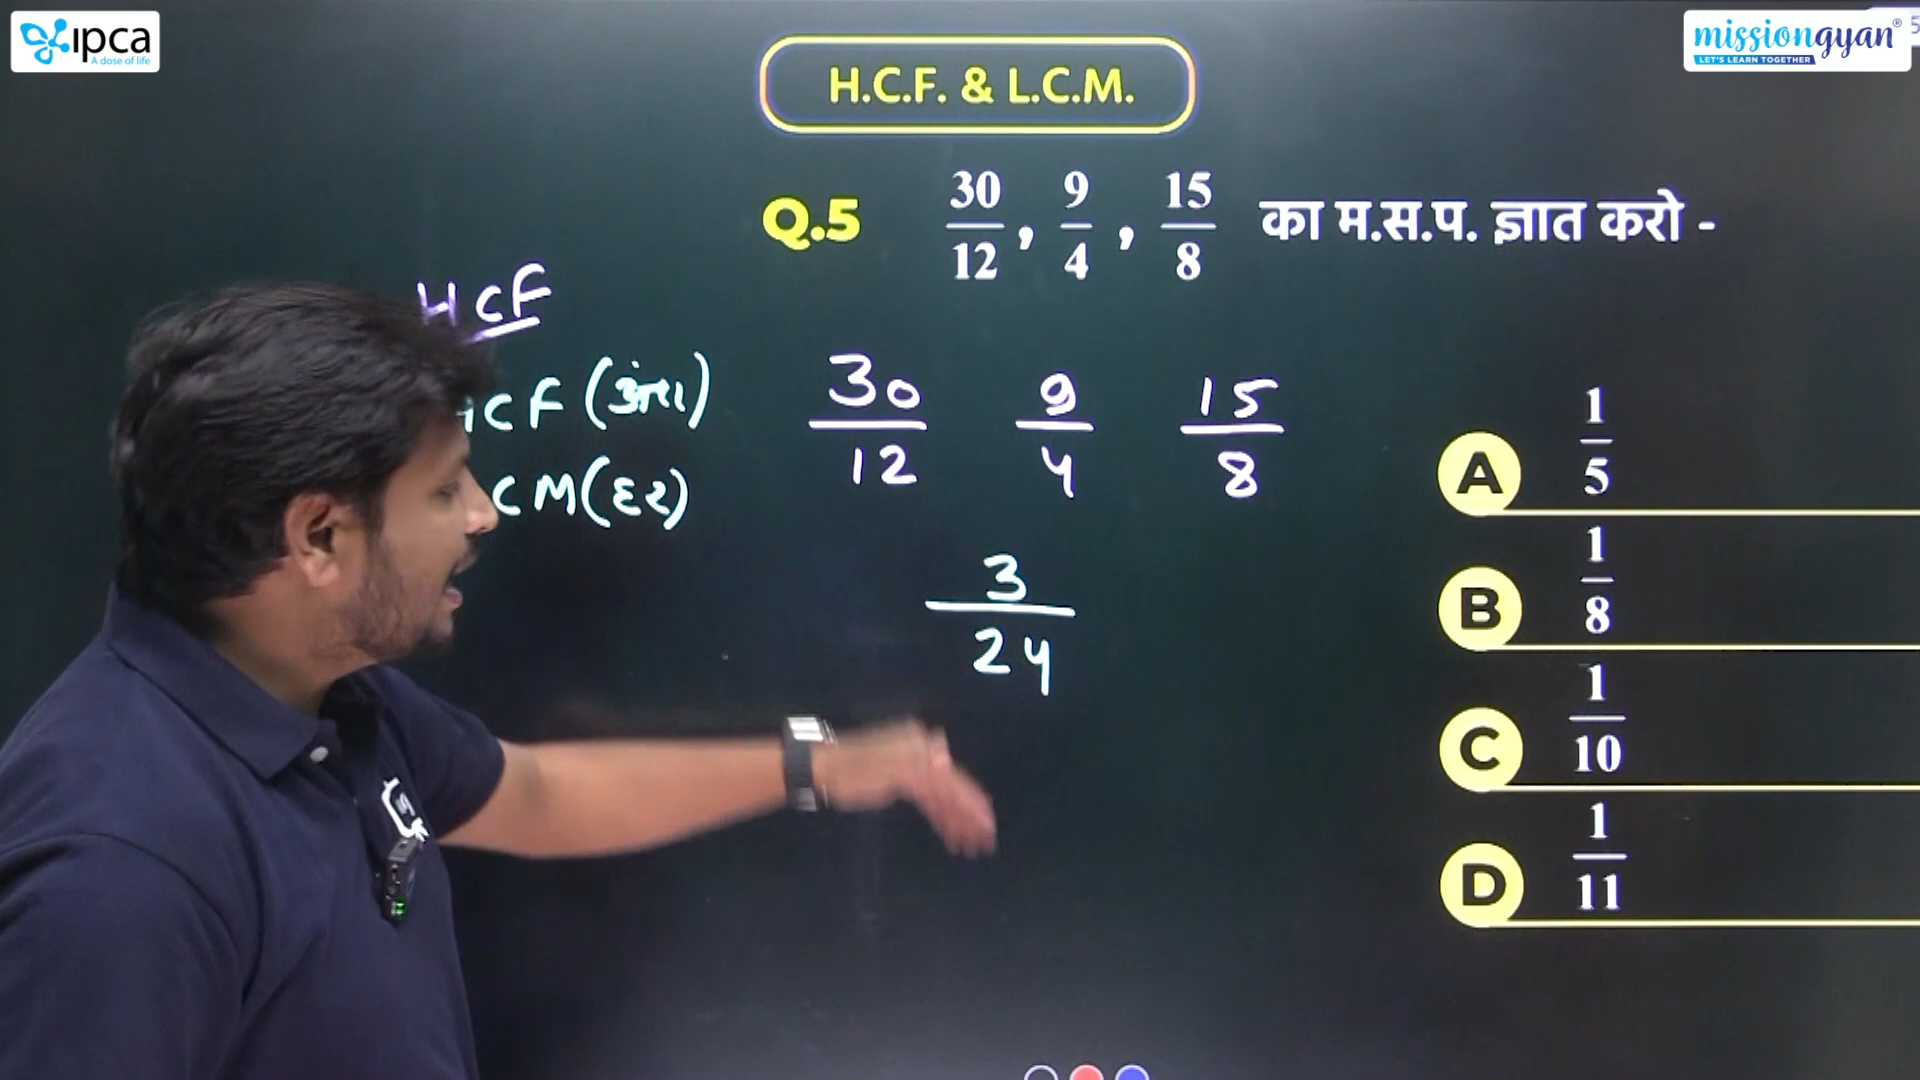 ipca
A dose of life
missiongyan®
LET'S LEARN TOGETHER
H.C.F. & L.C.M.
Q.5 30/12, 9/4, 15/8 का म.स.प. ज्ञात करो -
HCF
HCF (अंश)
CM (हर)
30/12 9/4 15/8
3/24
A 1/5
B 1/8
C 1/10
D 1/11